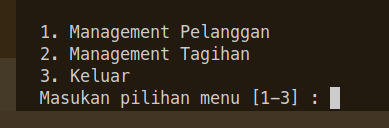 1. Management Pelanggan
2. Management Tagihan
3. Keluar
Masukan pilihan menu [1-3] :